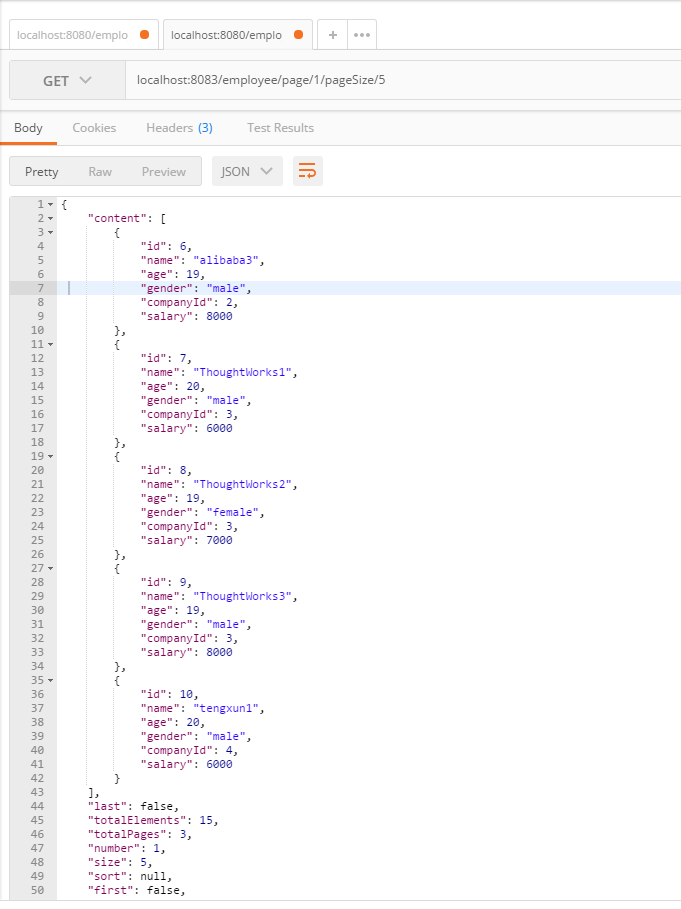 localhost:8080/emplo localhost:8080/emplo + •••
GET localhost:8083/employee/page/1/pageSize/5
Body Cookies Headers (3) Test Results
Pretty Raw Preview JSON
1 {
2 "content": [
3 {
4 "id": 6,
5 "name": "alibaba3",
6 "age": 19,
7 "gender": "male",
8 "companyId": 2,
9 "salary": 8000
10 },
11 {
12 "id": 7,
13 "name": "ThoughtWorks1",
14 "age": 20,
15 "gender": "male",
16 "companyId": 3,
17 "salary": 6000
18 },
19 {
20 "id": 8,
21 "name": "ThoughtWorks2",
22 "age": 19,
23 "gender": "female",
24 "companyId": 3,
25 "salary": 7000
26 },
27 {
28 "id": 9,
29 "name": "ThoughtWorks3",
30 "age": 19,
31 "gender": "male",
32 "companyId": 3,
33 "salary": 8000
34 },
35 {
36 "id": 10,
37 "name": "tengxun1",
38 "age": 20,
39 "gender": "male",
40 "companyId": 4,
41 "salary": 6000
42 }
43 ],
44 "last": false,
45 "totalElements": 15,
46 "totalPages": 3,
47 "number": 1,
48 "size": 5,
49 "sort": null,
50 "first": false,